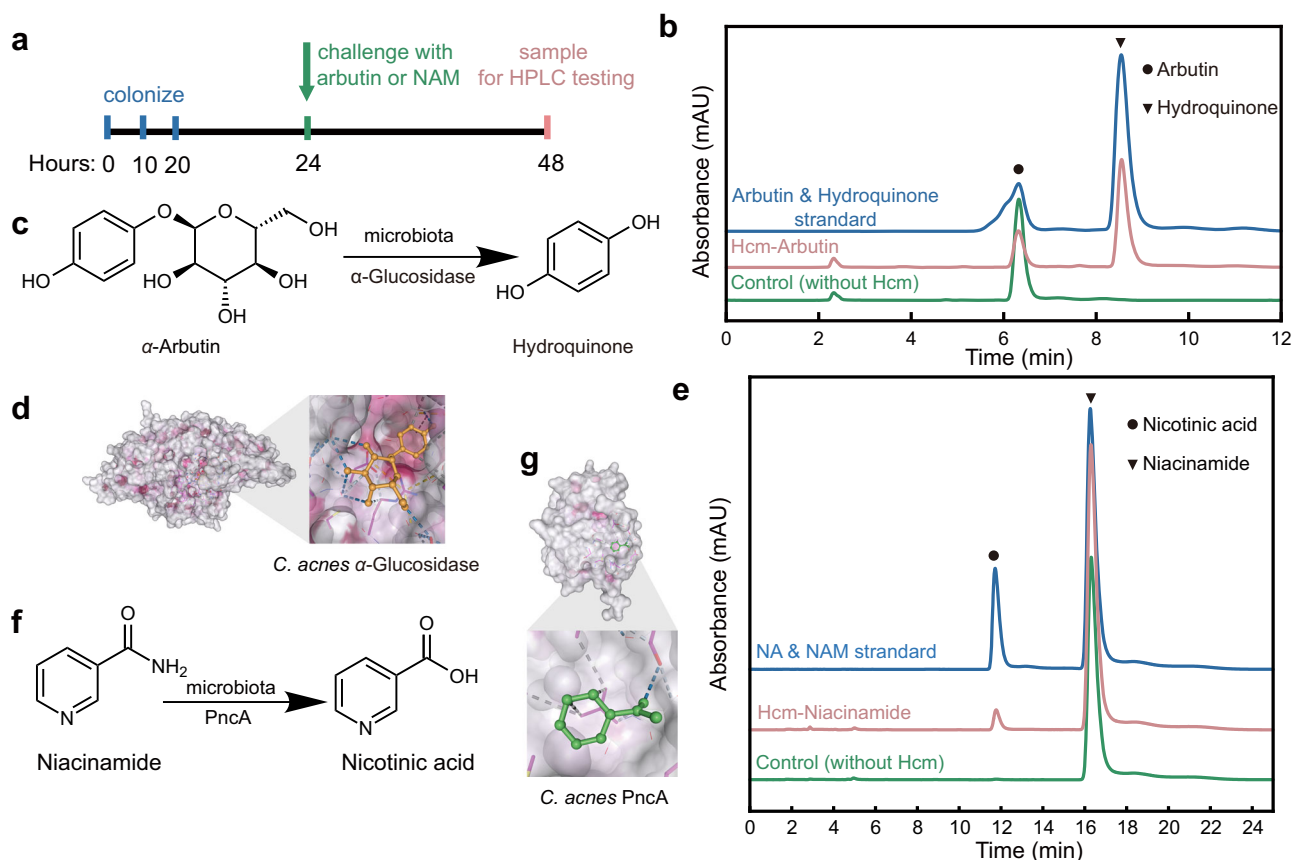 a
colonize
challenge with
arbutin or NAM
sample
for HPLC testing
Hours: 0 10 20 24 48
b
Absorbance (mAU)
● Arbutin
▼ Hydroquinone
Arbutin & Hydroquinone
strandard
Hcm-Arbutin
Control (without Hcm)
0 2 4 6 8 10 12
Time (min)
c
HO
O
O
OH
HO
OH
OH
microbiota
α-Glucosidase
OH
HO
α-Arbutin
Hydroquinone
d
C. acnes α-Glucosidase
e
Absorbance (mAU)
● Nicotinic acid
▼ Niacinamide
NA & NAM strandard
Hcm-Niacinamide
Control (without Hcm)
0 2 4 6 8 10 12 14 16 18 20 22 24
Time (min)
f
O
NH₂
N
microbiota
PncA
O
OH
N
Niacinamide
Nicotinic acid
g
C. acnes PncA